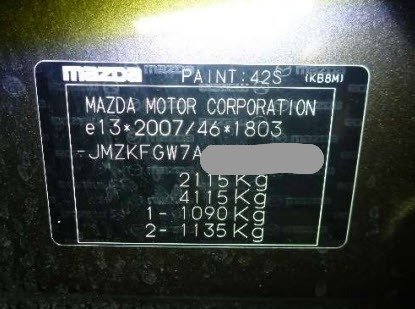 mazda PAINT:42S (KB8M)
MAZDA MOTOR CORPORATION
e13*2007/46*1803
-JMZKFGW7A
2115Kg
4115Kg
1- 1090Kg
2- 1135Kg